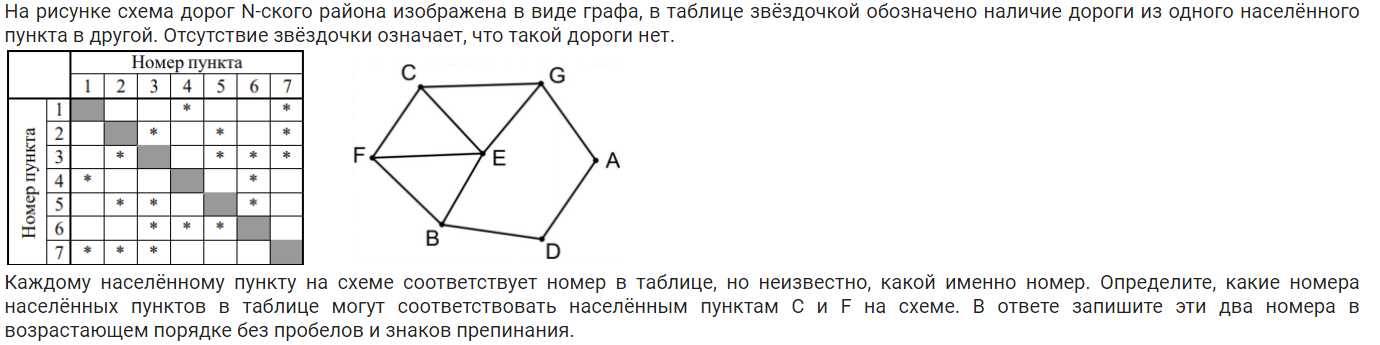 На рисунке схема дорог N-ского района изображена в виде графа, в таблице звёздочкой обозначено наличие дороги из одного населённого
пункта в другой. Отсутствие звёздочки означает, что такой дороги нет.
Номер пункта
1 2 3 4 5 6 7
Номер пункта
1 * *
2 * * *
3 * * * *
4 * *
5 * * *
6 * * *
7 * * *
C
G
F
E
A
B
D
Каждому населённому пункту на схеме соответствует номер в таблице, но неизвестно, какой именно номер. Определите, какие номера
населённых пунктов в таблице могут соответствовать населённым пунктам C и F на схеме. В ответе запишите эти два номера в
возрастающем порядке без пробелов и знаков препинания.